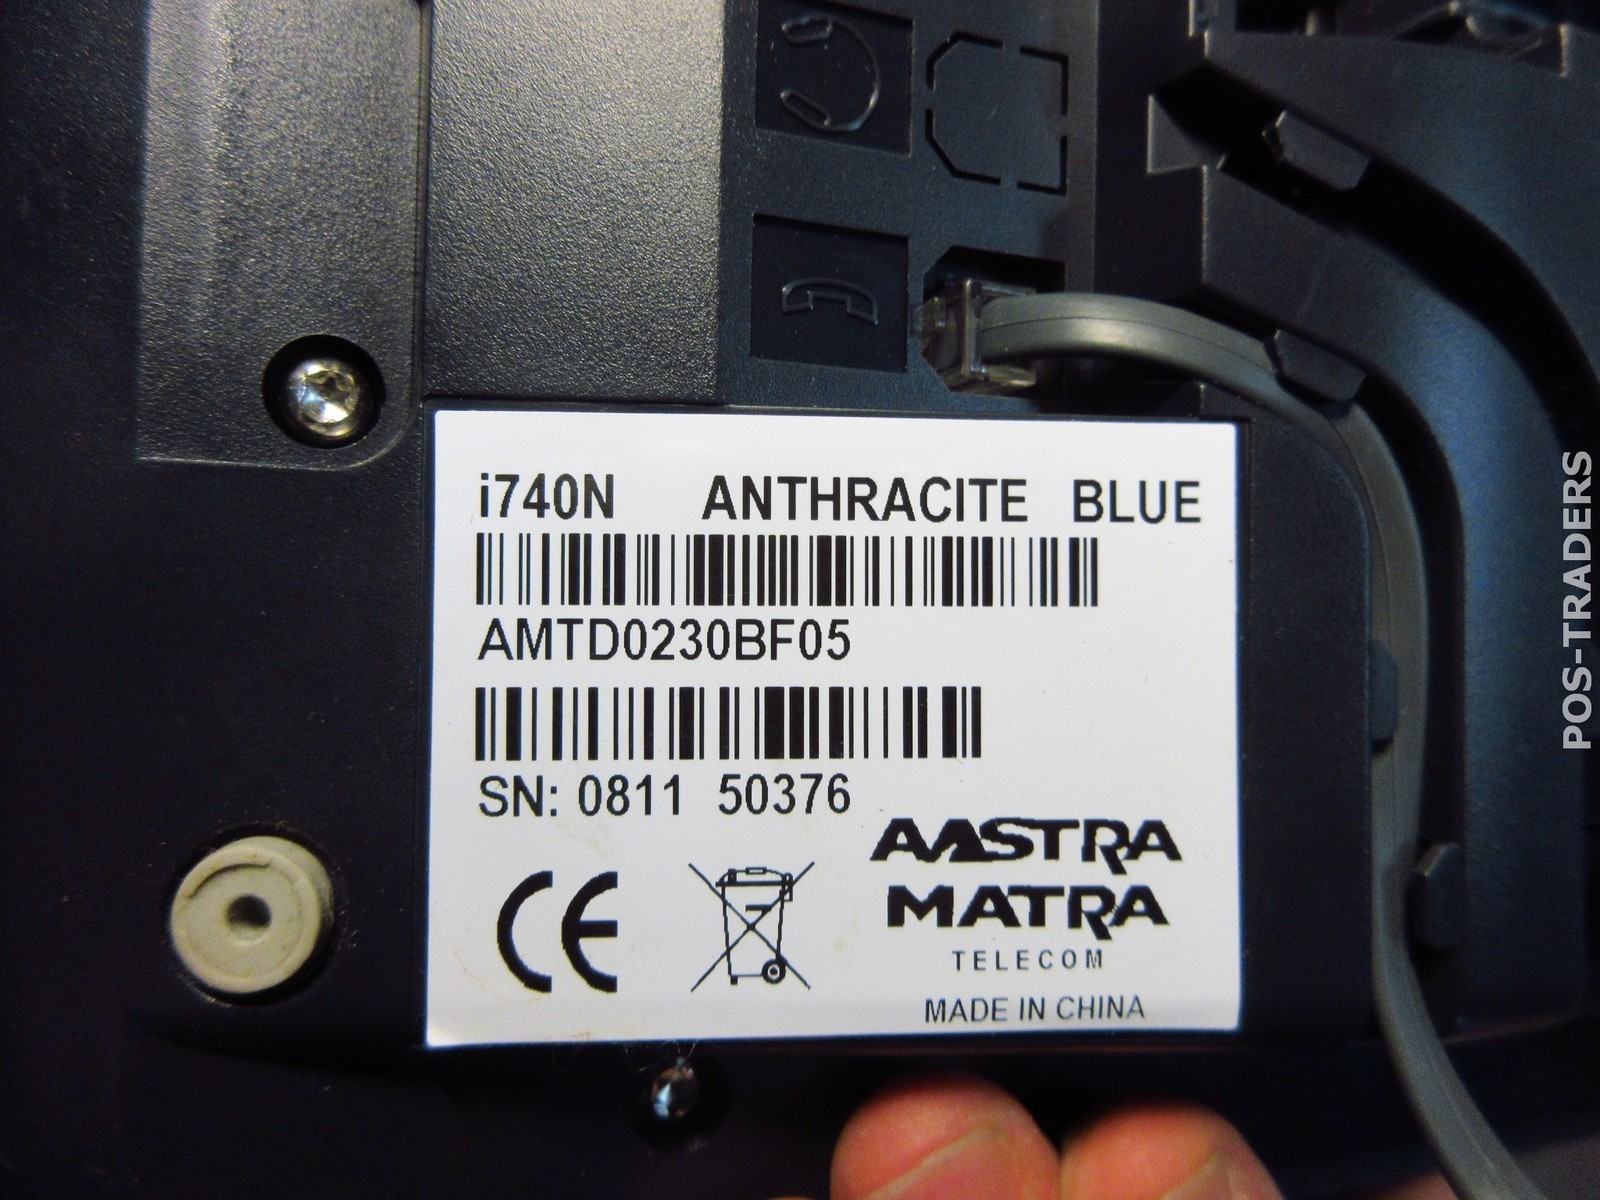 i740N ANTHRACITE BLUE
AMTD0230BF05
SN: 0811 50376
CE
AASTRA
MATRA
TELECOM
MADE IN CHINA
POS-TRADERS